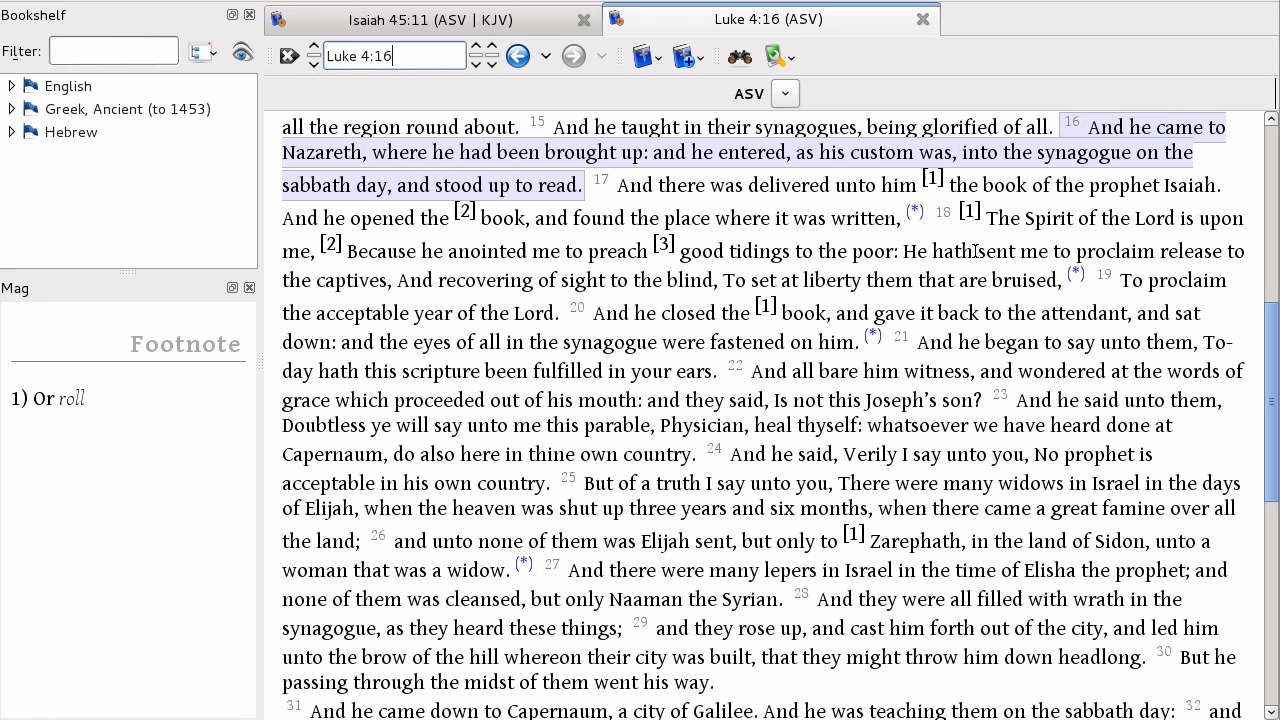 Bookshelf
Isaiah 45:11 (ASV | KJV)
Luke 4:16 (ASV)
Filter:
Luke 4:16
English
Greek, Ancient (to 1453)
Hebrew
ASV
Mag
Footnote
1) Or roll
all the region round about. 15 And he taught in their synagogues, being glorified of all. 16 And he came to
Nazareth, where he had been brought up: and he entered, as his custom was, into the synagogue on the
sabbath day, and stood up to read. 17 And there was delivered unto him [1] the book of the prophet Isaiah.
And he opened the [2] book, and found the place where it was written, (*) 18 [1] The Spirit of the Lord is upon
me, [2] Because he anointed me to preach [3] good tidings to the poor: He hath sent me to proclaim release to
the captives, And recovering of sight to the blind, To set at liberty them that are bruised, (*) 19 To proclaim
the acceptable year of the Lord. 20 And he closed the [1] book, and gave it back to the attendant, and sat
down: and the eyes of all in the synagogue were fastened on him. (*) 21 And he began to say unto them, To-
day hath this scripture been fulfilled in your ears. 22 And all bare him witness, and wondered at the words of
grace which proceeded out of his mouth: and they said, Is not this Joseph’s son? 23 And he said unto them,
Doubtless ye will say unto me this parable, Physician, heal thyself: whatsoever we have heard done at
Capernaum, do also here in thine own country. 24 And he said, Verily I say unto you, No prophet is
acceptable in his own country. 25 But of a truth I say unto you, There were many widows in Israel in the days
of Elijah, when the heaven was shut up three years and six months, when there came a great famine over all
the land; 26 and unto none of them was Elijah sent, but only to [1] Zarephath, in the land of Sidon, unto a
woman that was a widow. (*) 27 And there were many lepers in Israel in the time of Elisha the prophet; and
none of them was cleansed, but only Naaman the Syrian. 28 And they were all filled with wrath in the
synagogue, as they heard these things; 29 and they rose up, and cast him forth out of the city, and led him
unto the brow of the hill whereon their city was built, that they might throw him down headlong. 30 But he
passing through the midst of them went his way.
31 And he came down to Capernaum, a city of Galilee. And he was teaching them on the sabbath day: 32 and